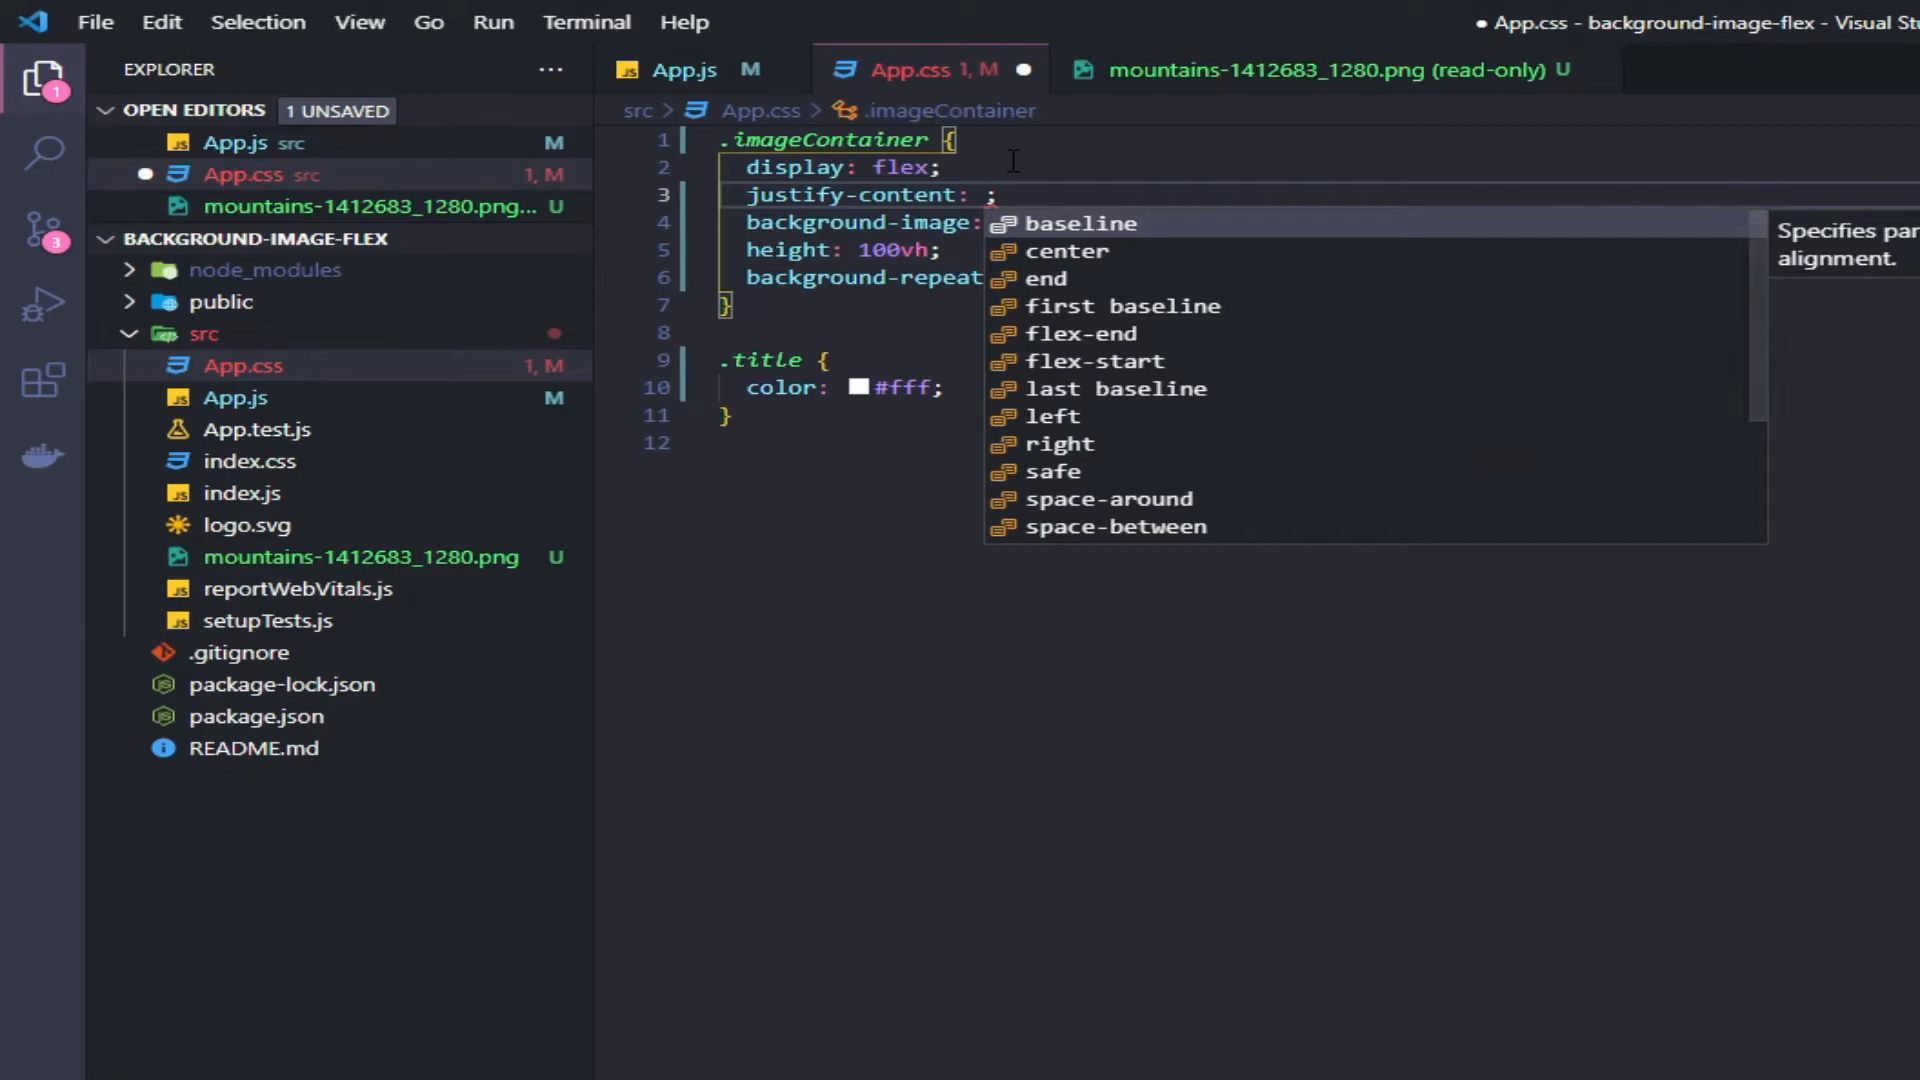 File Edit Selection View Go Run Terminal Help
● App.css - background-image-flex - Visual
EXPLORER ...
App.js M App.css 1, M mountains-1412683_1280.png (read-only) U
OPEN EDITORS 1 UNSAVED
src > App.css > .imageContainer
App.js src M
App.css src 1, M
mountains-1412683_1280.png... U
BACKGROUND-IMAGE-FLEX
node_modules
public
src
App.css 1, M
App.js M
App.test.js
index.css
index.js
logo.svg
mountains-1412683_1280.png U
reportWebVitals.js
setupTests.js
.gitignore
package-lock.json
package.json
README.md
1
3
1 .imageContainer {
2 display: flex;
3 justify-content: ;
4 background-image:
5 height: 100vh;
6 background-repeat
7 }
8
9 .title {
10 color: #fff;
11 }
12
baseline
center
end
first baseline
flex-end
flex-start
last baseline
left
right
safe
space-around
space-between
Specifies
alignment.